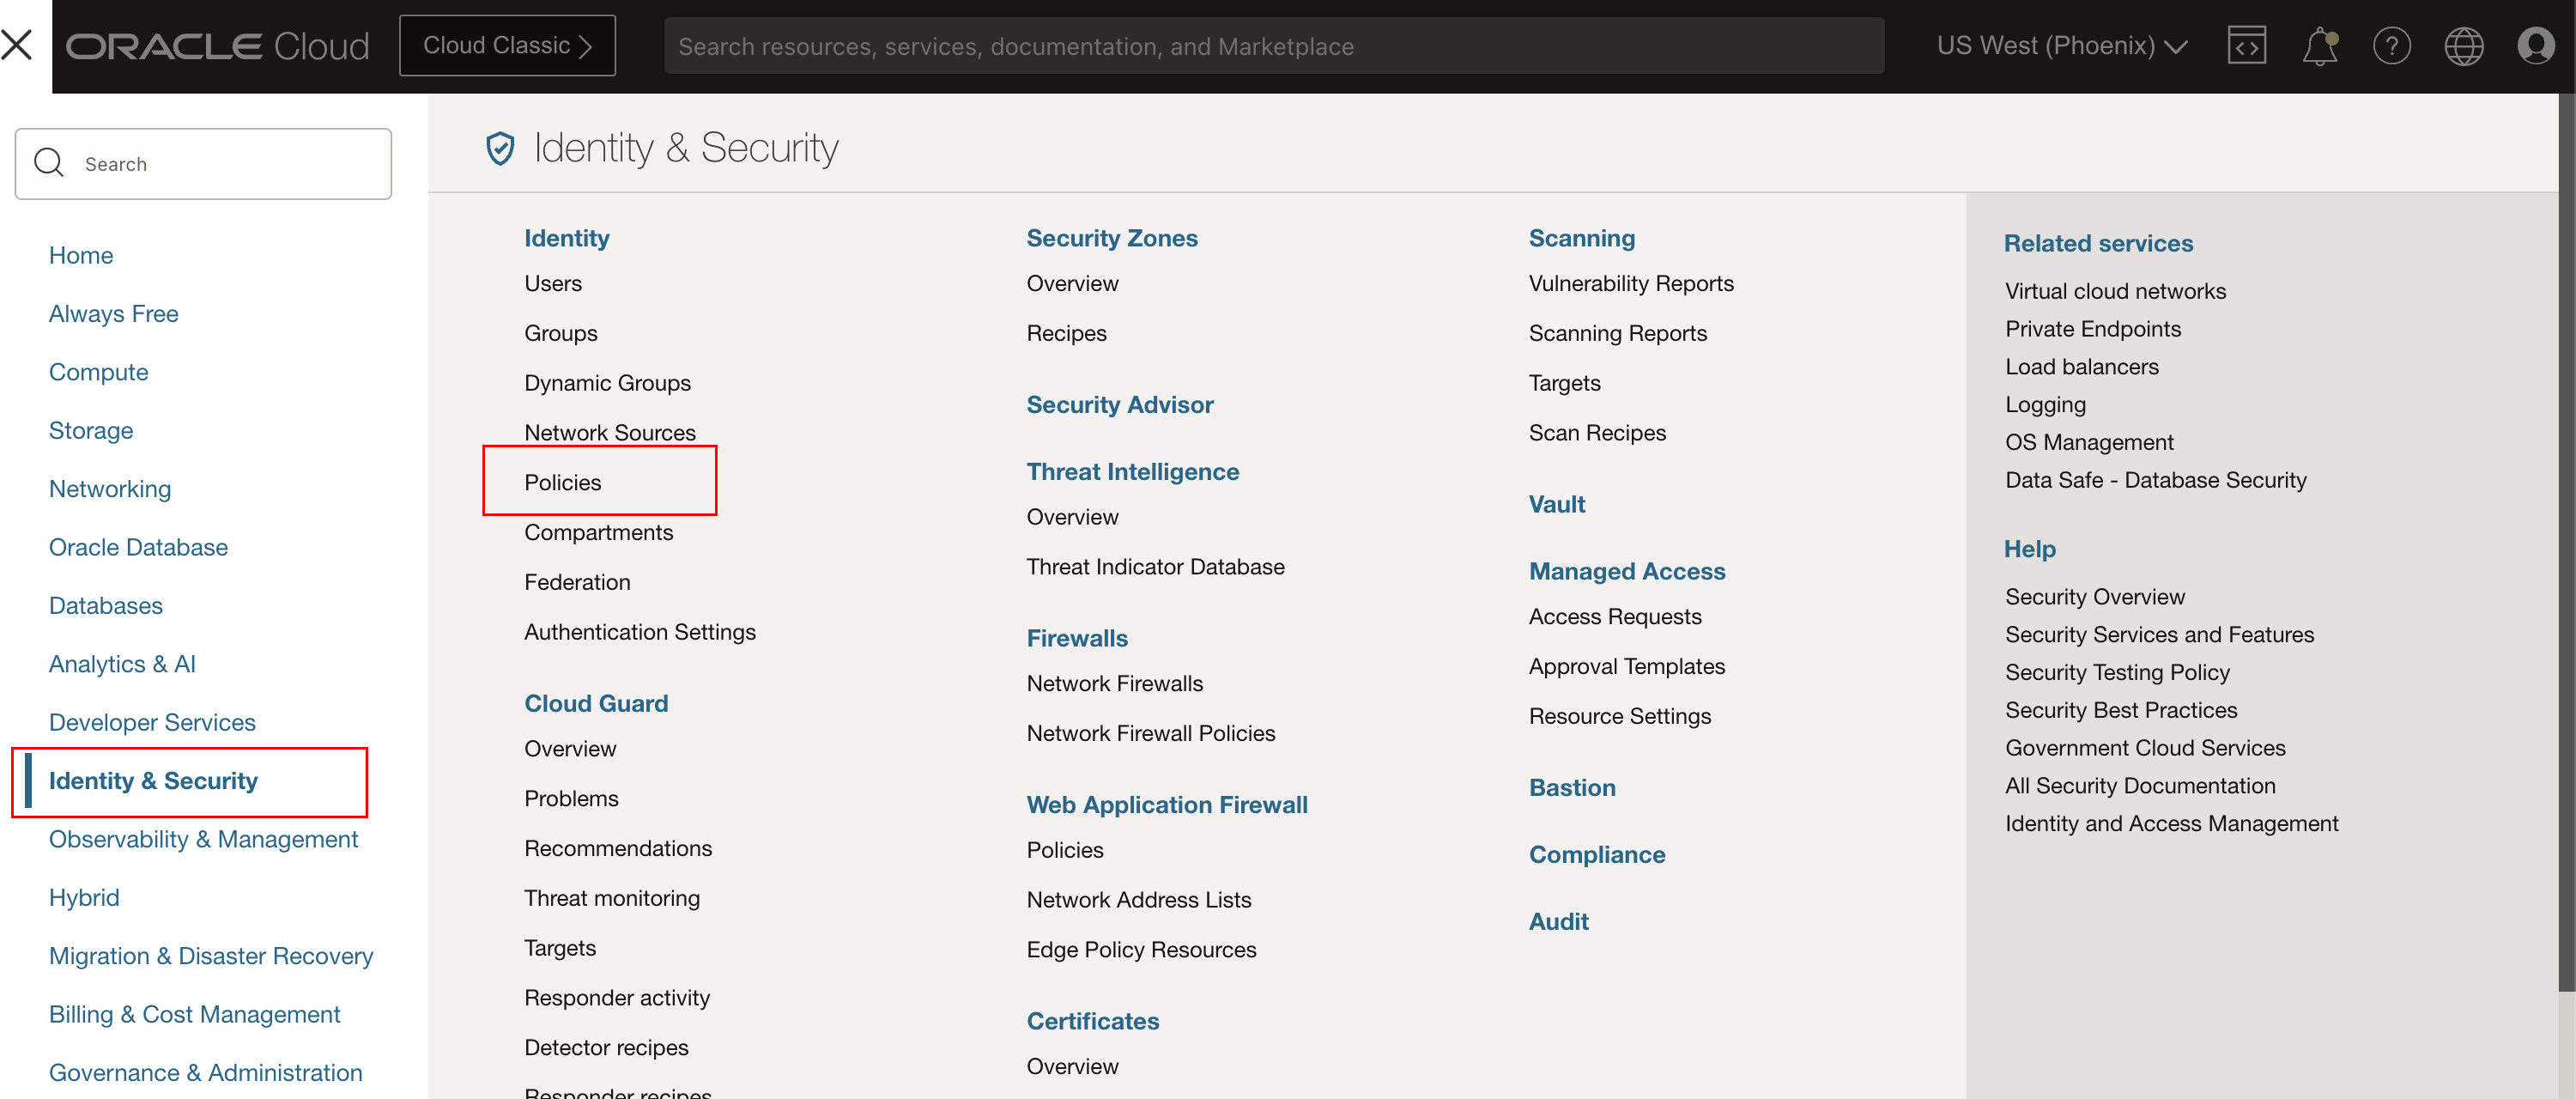 ORACLE Cloud
Cloud Classic
Search resources, services, documentation, and Marketplace
US West (Phoenix)
Search
Home
Always Free
Compute
Storage
Networking
Oracle Database
Databases
Analytics & AI
Developer Services
Identity & Security
Observability & Management
Hybrid
Migration & Disaster Recovery
Billing & Cost Management
Governance & Administration
Identity & Security
Identity
Users
Groups
Dynamic Groups
Network Sources
Policies
Compartments
Federation
Authentication Settings
Cloud Guard
Overview
Problems
Recommendations
Threat monitoring
Targets
Responder activity
Detector recipes
Responder recipes
Security Zones
Overview
Recipes
Security Advisor
Threat Intelligence
Overview
Threat Indicator Database
Firewalls
Network Firewalls
Network Firewall Policies
Web Application Firewall
Policies
Network Address Lists
Edge Policy Resources
Certificates
Overview
Scanning
Vulnerability Reports
Scanning Reports
Targets
Scan Recipes
Vault
Managed Access
Access Requests
Approval Templates
Resource Settings
Bastion
Compliance
Audit
Related services
Virtual cloud networks
Private Endpoints
Load balancers
Logging
OS Management
Data Safe - Database Security
Help
Security Overview
Security Services and Features
Security Testing Policy
Security Best Practices
Government Cloud Services
All Security Documentation
Identity and Access Management